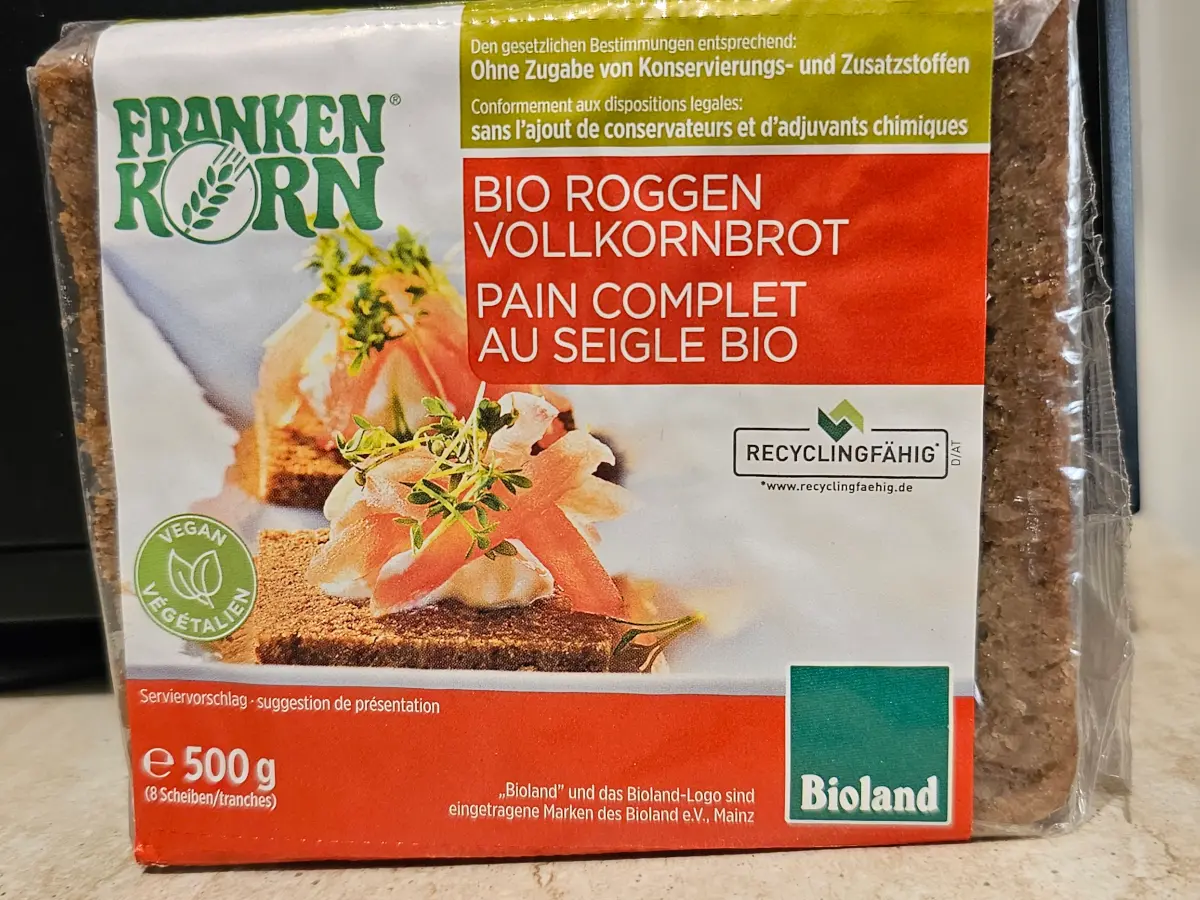 Den gesetzlichen Bestimmungen entsprechend:
Ohne Zugabe von Konservierungs- und Zusatzstoffen
Conformement aux dispositions legales:
sans l'ajout de conservateurs et d'adjuvants chimiques
FRANKEN®
KORN
BIO ROGGEN
VOLLKORNBROT
PAIN COMPLET
AU SEIGLE BIO
RECYCLINGFÄHIG*
D/AT
*www.recyclingfaehig.de
VEGAN
VÉGÉTALIEN
Serviervorschlag · suggestion de présentation
℮ 500 g
(8 Scheiben/tranches)
„Bioland" und das Bioland-Logo sind
eingetragene Marken des Bioland e.V., Mainz
Bioland